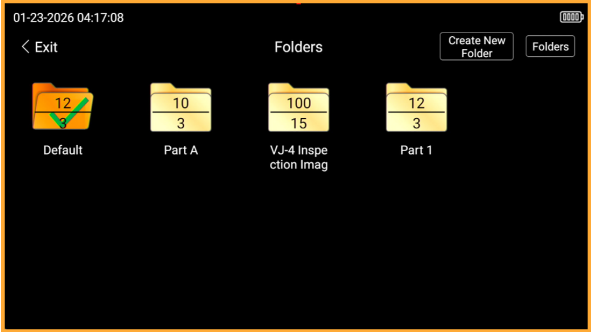 01-23-2026 04:17:08
< Exit
Folders
Create New
Folder
Folders
12
3
Default
10
3
Part A
100
15
VJ-4 Inspe
ction Imag
12
3
Part 1